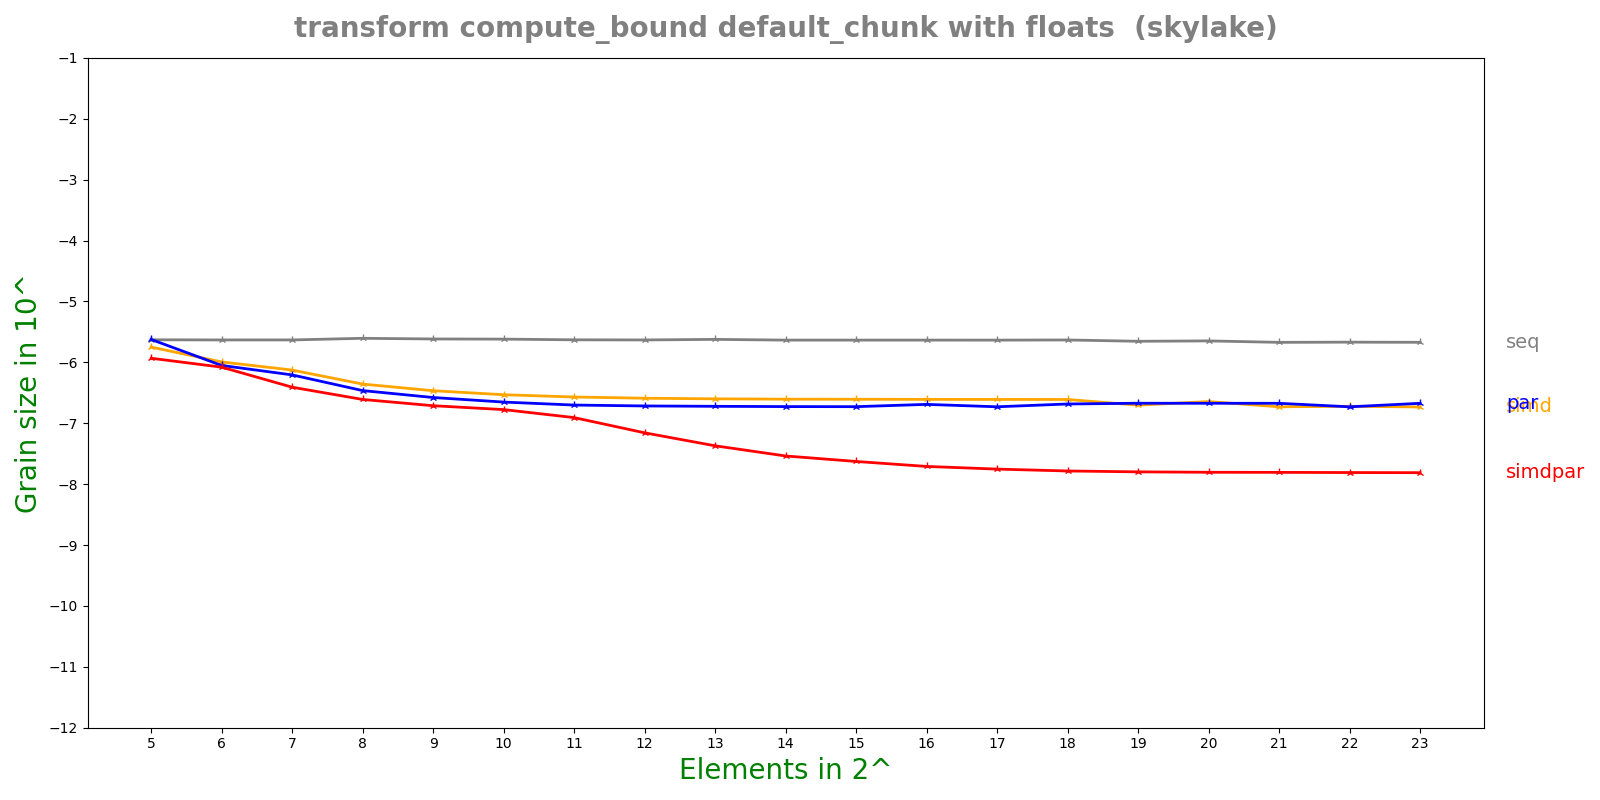 transform compute_bound default_chunk with floats  (skylake)
Grain size in 10^
−1
−2
−3
−4
−5
−6
−7
−8
−9
−10
−11
−12
seq
par
simd
simdpar
5 6 7 8 9 10 11 12 13 14 15 16 17 18 19 20 21 22 23
Elements in 2^